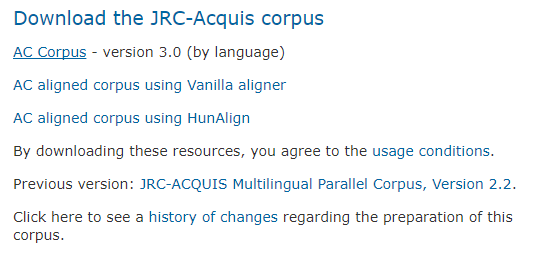 Download the JRC-Acquis corpus
AC Corpus - version 3.0 (by language)
AC aligned corpus using Vanilla aligner
AC aligned corpus using HunAlign
By downloading these resources, you agree to the usage conditions.
Previous version: JRC-ACQUIS Multilingual Parallel Corpus, Version 2.2.
Click here to see a history of changes regarding the preparation of this
corpus.